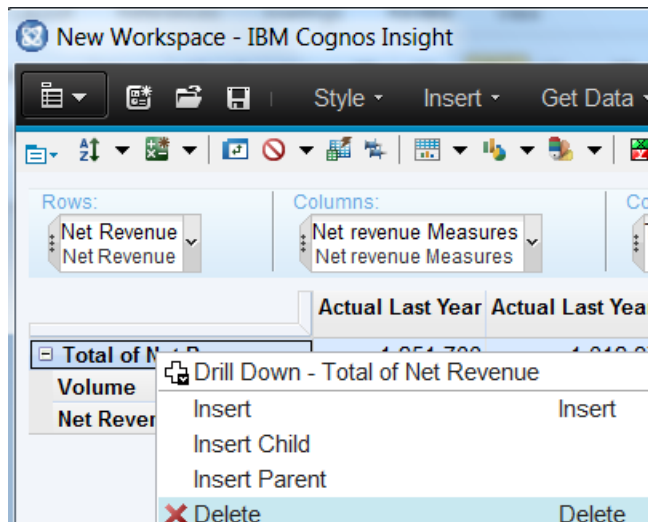 New Workspace - IBM Cognos Insight
Style Insert Get Data
Rows: Columns: Co
Net Revenue Net revenue Measures
Net Revenue Net revenue Measures
Actual Last Year Actual Last Yea
Total of N
Volume
Net Rever
Drill Down - Total of Net Revenue
Insert Insert
Insert Child
Insert Parent
Delete Delete